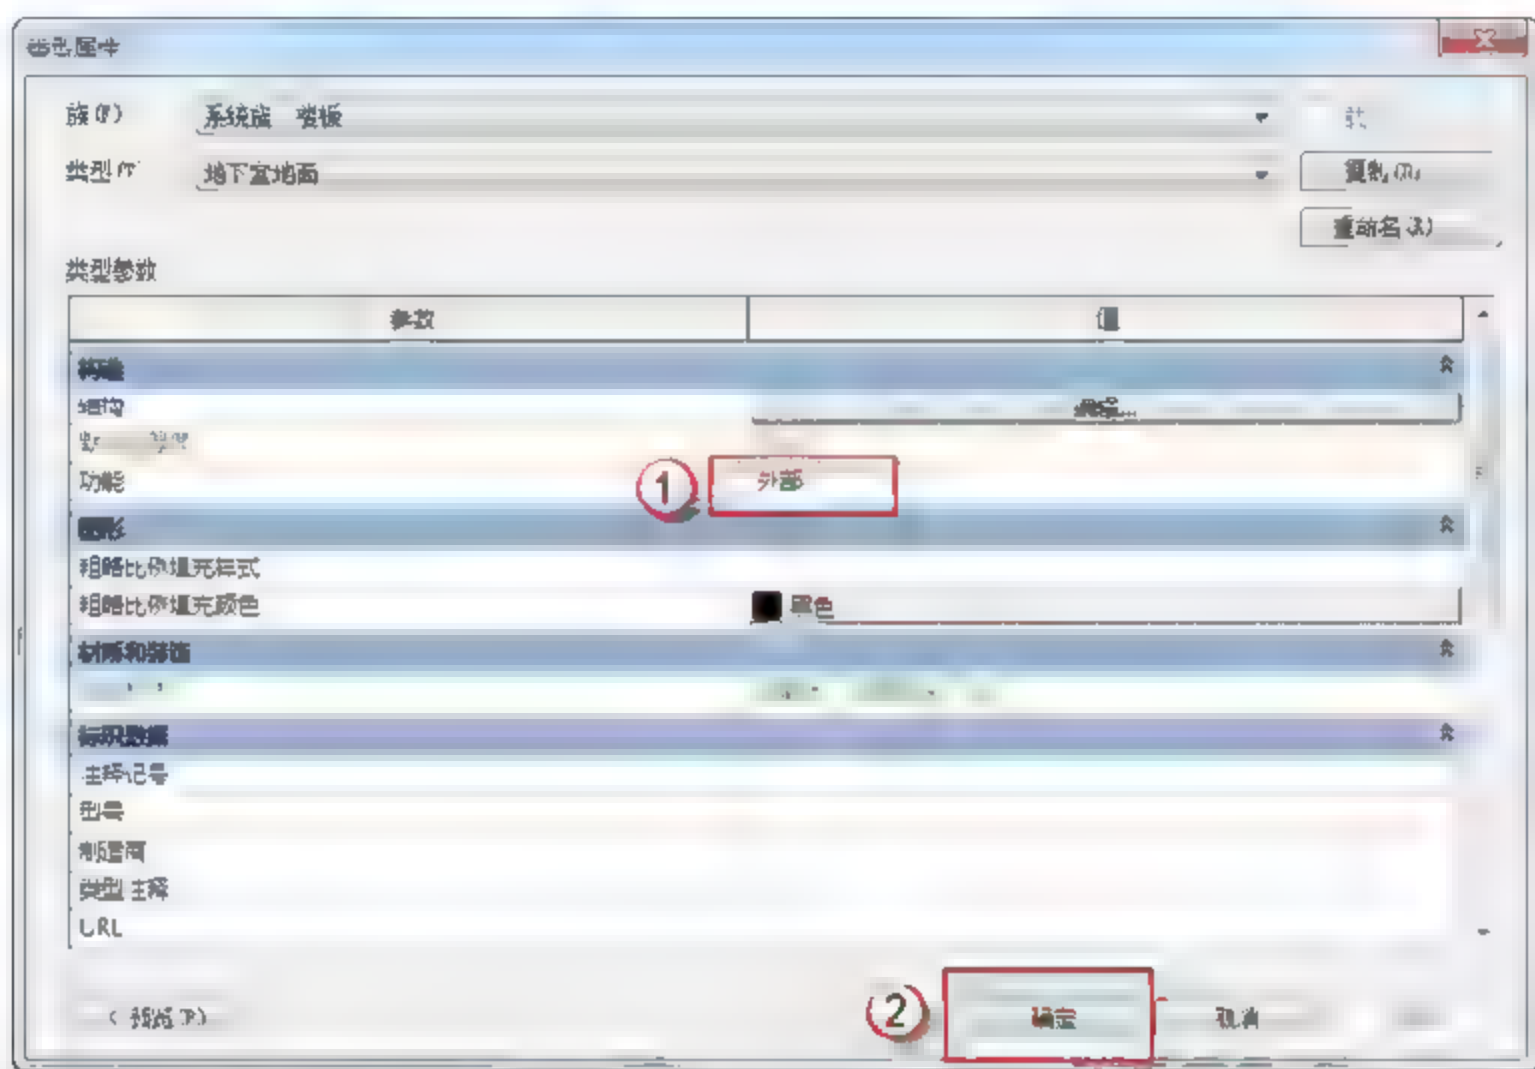 类型属性
族(F) 系统族 楼板
类型(T) 地下室地面
复制(D)
重命名(R)
类型参数
参数 值
构造
结构 编辑...
功能 ① 外部
图形
粗略比例填充样式
粗略比例填充颜色 黑色
材质和装饰
标识数据
注释记号
型号
制造商
类型注释
URL
< 预览(P) ② 确定 取消